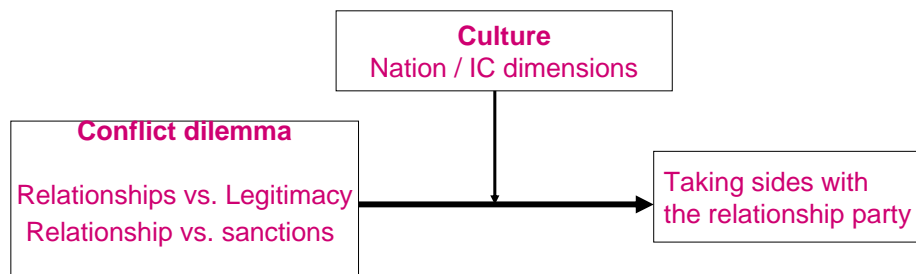 Culture
Nation / IC dimensions
Conflict dilemma
Relationships vs. Legitimacy
Relationship vs. sanctions
Taking sides with
the relationship party